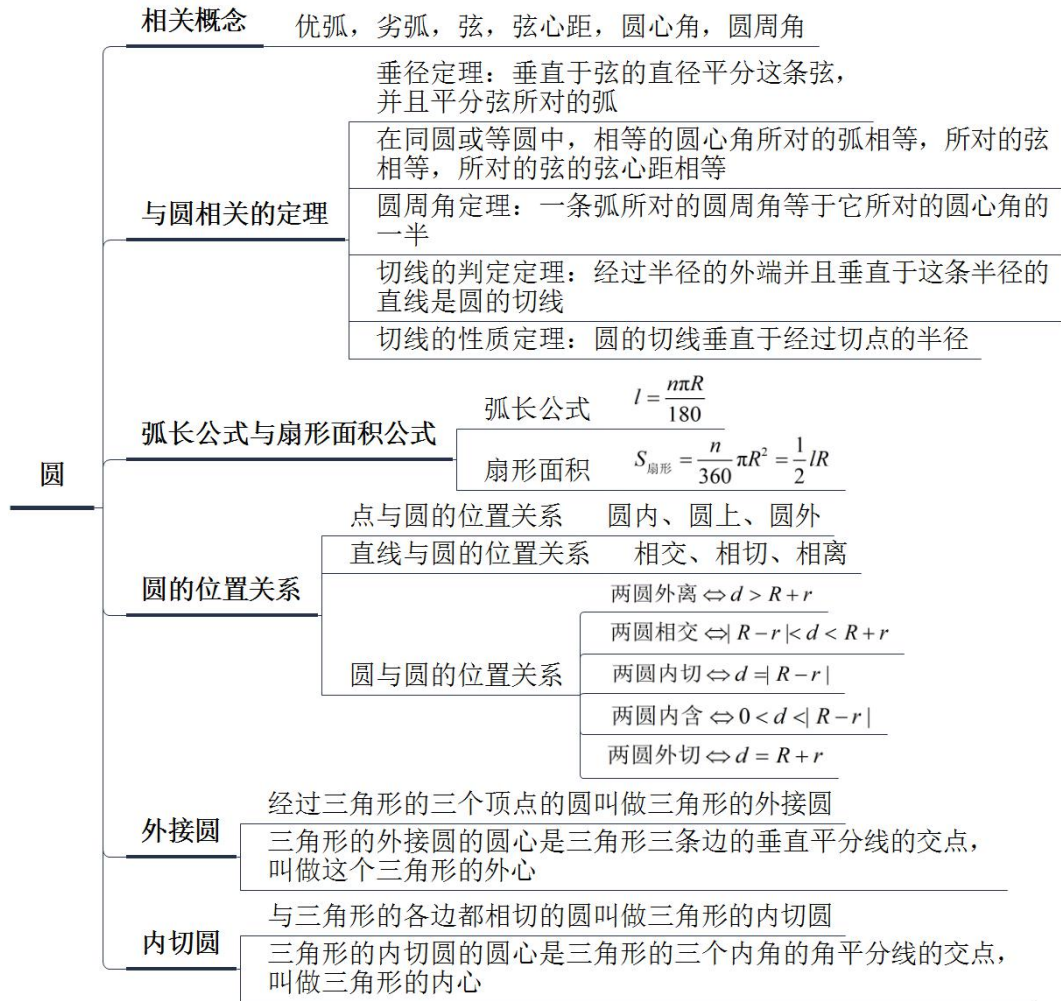 相关概念
优弧，劣弧，弦，弦心距，圆心角，圆周角
与圆相关的定理
垂径定理：垂直于弦的直径平分这条弦，
并且平分弦所对的弧
在同圆或等圆中，相等的圆心角所对的弧相等，所对的弦
相等，所对的弦的弦心距相等
圆周角定理：一条弧所对的圆周角等于它所对的圆心角的
一半
切线的判定定理：经过半径的外端并且垂直于这条半径的
直线是圆的切线
切线的性质定理：圆的切线垂直于经过切点的半径
圆
弧长公式与扇形面积公式
弧长公式 l = nπR/180
扇形面积 S扇形 = n/360 πR² = 1/2 lR
圆的位置关系
点与圆的位置关系 圆内、圆上、圆外
直线与圆的位置关系 相交、相切、相离
圆与圆的位置关系
两圆外离⇔d > R + r
两圆相交⇔| R − r |< d < R + r
两圆内切⇔d =| R − r |
两圆内含⇔0 < d <| R − r |
两圆外切⇔d = R + r
外接圆
经过三角形的三个顶点的圆叫做三角形的外接圆
三角形的外接圆的圆心是三角形三条边的垂直平分线的交点，
叫做这个三角形的外心
内切圆
与三角形的各边都相切的圆叫做三角形的内切圆
三角形的内切圆的圆心是三角形的三个内角的角平分线的交点，
叫做三角形的内心